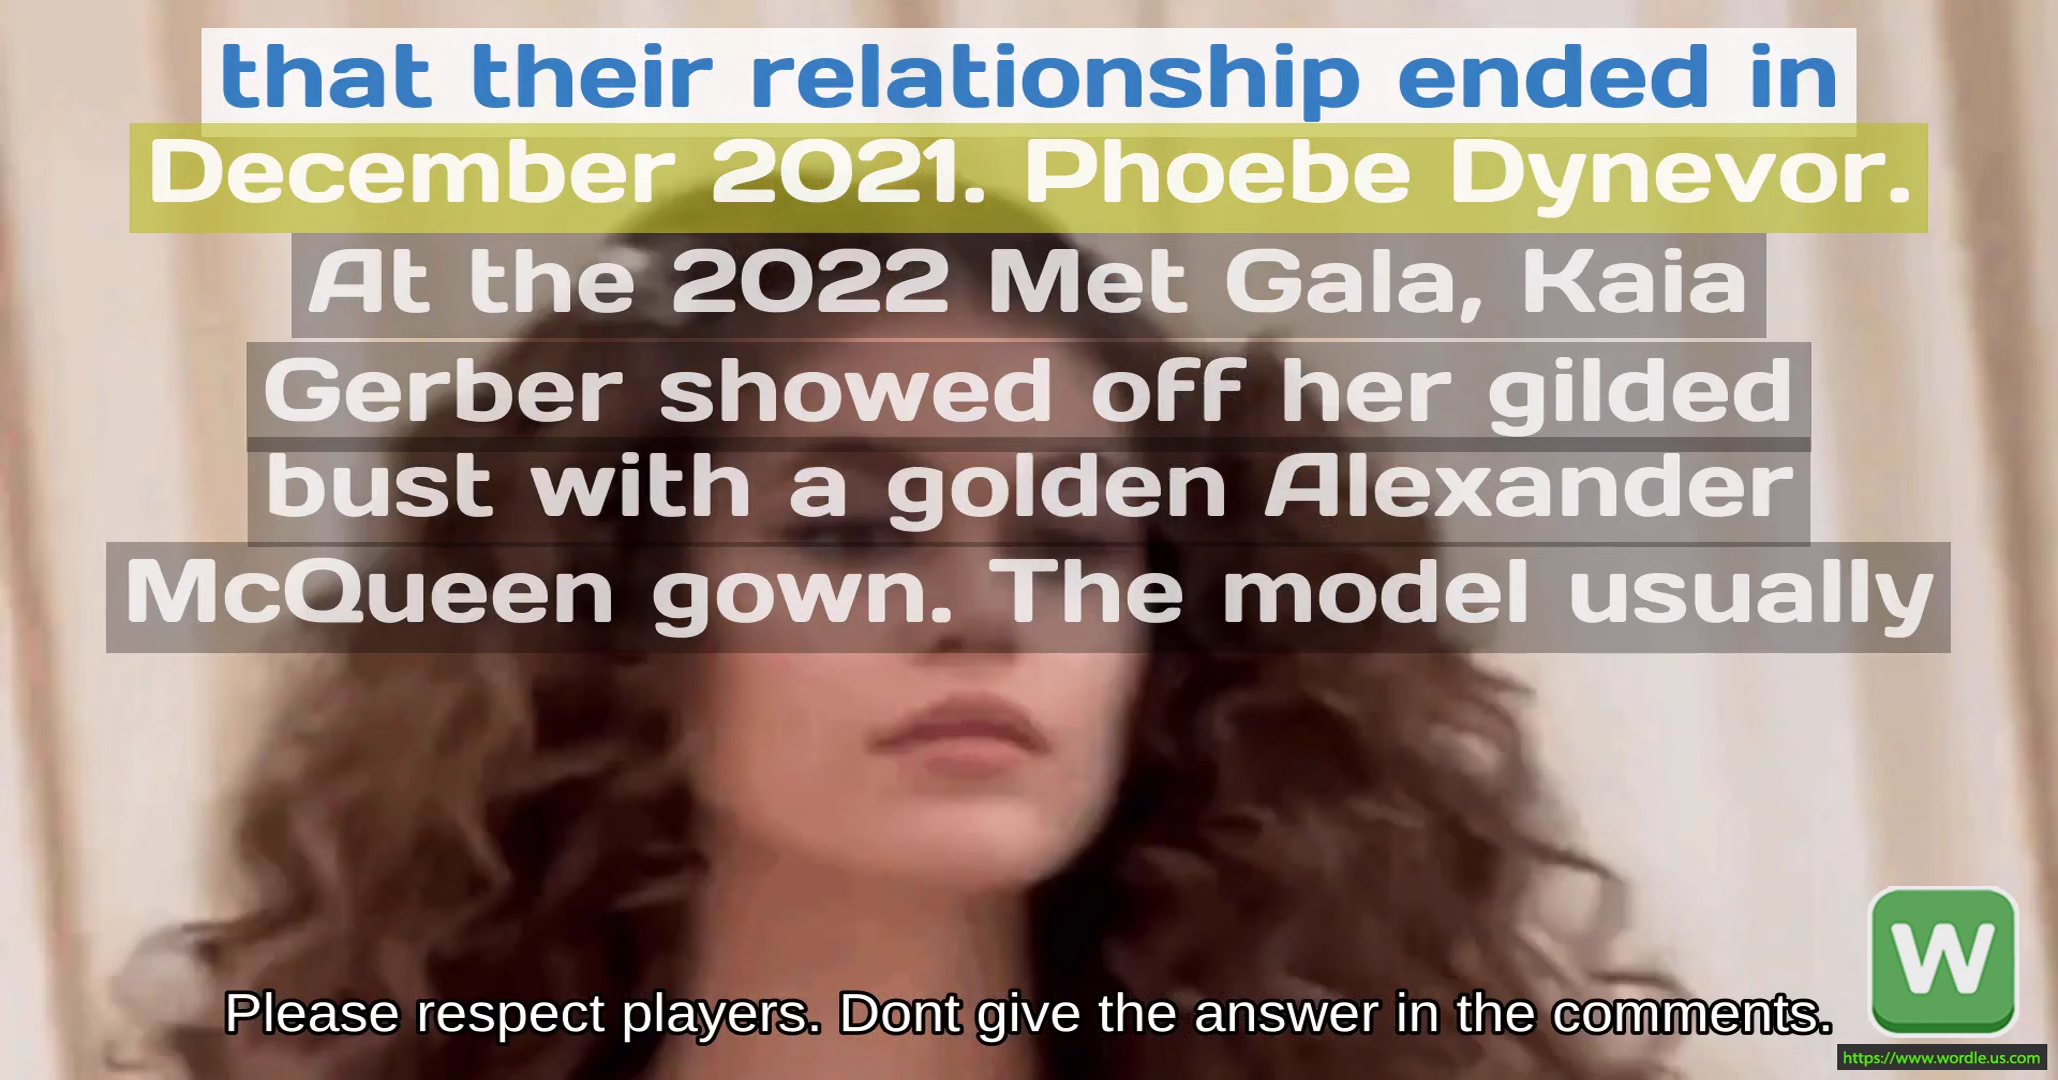 that their relationship ended in
December 2021. Phoebe Dynevor.
At the 2022 Met Gala, Kaia
Gerber showed off her gilded
bust with a golden Alexander
McQueen gown. The model usually
Please respect players. Dont give the answer in the comments.
W
https://www.wordle.us.com